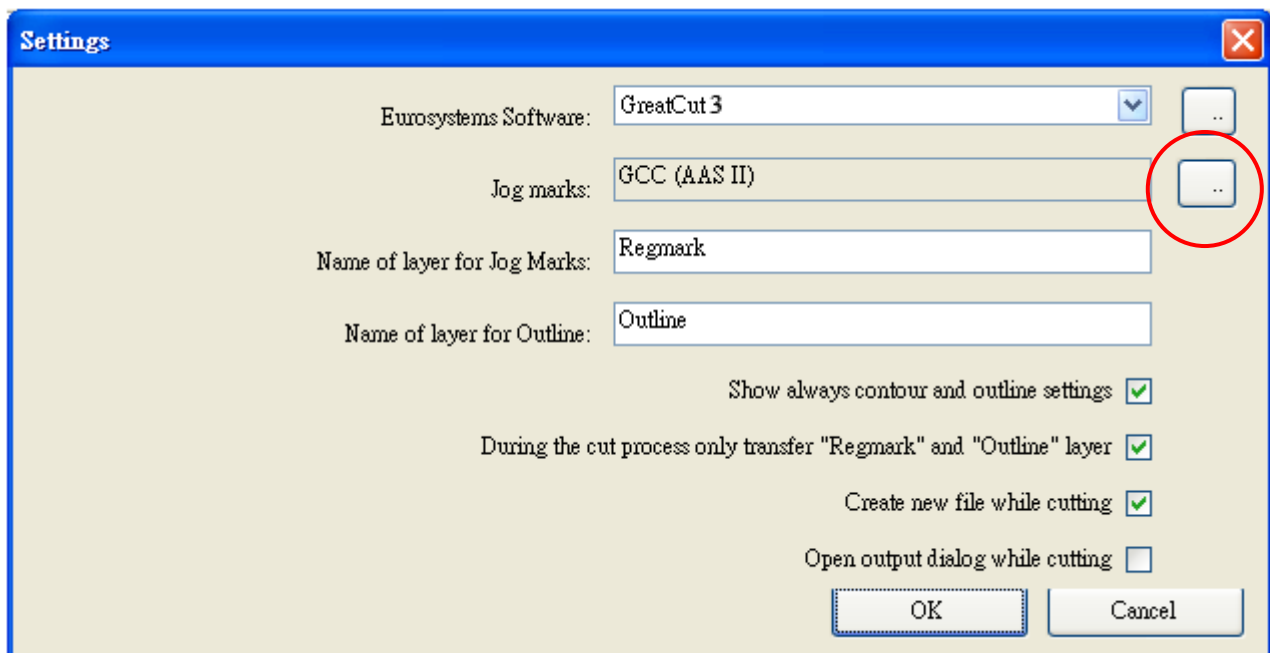 Settings
Eurosystems Software: GreatCut 3 ..
Jog marks: GCC (AAS II) ..
Name of layer for Jog Marks: Regmark
Name of layer for Outline: Outline
Show always contour and outline settings
During the cut process only transfer "Regmark" and "Outline" layer
Create new file while cutting
Open output dialog while cutting
OK Cancel